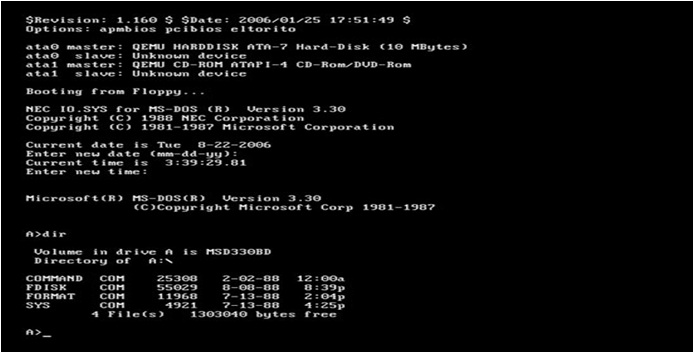 $Revision: 1.160 $ $Date: 2006/01/25 17:51:49 $
Options: apmbios pcibios eltorito
ata0 master: QEMU HARDDISK ATA-7 Hard-Disk (10 MBytes)
ata0  slave: Unknown device
ata1 master: QEMU CD-ROM ATAPI-4 CD-Rom/DVD-Rom
ata1  slave: Unknown device
Booting from Floppy...
NEC IO.SYS for MS-DOS (R)  Version 3.30
Copyright (C) 1988 NEC Corporation
Copyright (C) 1981-1987 Microsoft Corporation
Current date is Tue  8-22-2006
Enter new date (mm-dd-yy):
Current time is  3:39:29.81
Enter new time:
Microsoft(R) MS-DOS(R)  Version 3.30
(C)Copyright Microsoft Corp 1981-1987
A>dir
Volume in drive A is MSD330BD
Directory of  A:\
COMMAND  COM    25308   2-02-88  12:00a
FDISK    COM    55029   8-08-88   8:39p
FORMAT   COM    11968   7-13-88   2:04p
SYS      COM     4921   7-13-88   4:25p
4 File(s)   1303040 bytes free
A>_